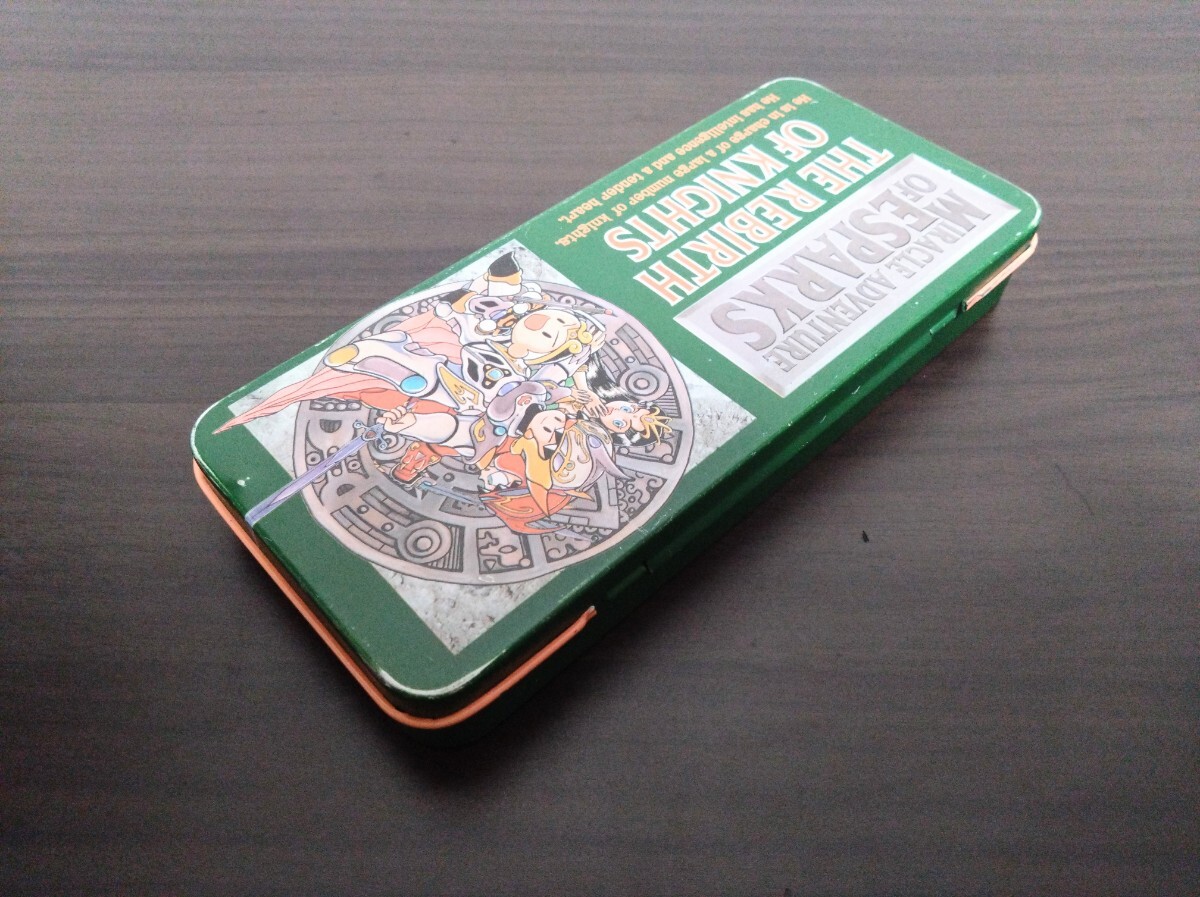 MIRACLE ADVENTURE
OF ESPARKS
THE REBIRTH
OF KNIGHTS
He is in charge of a large number of knights.
He has intelligence and a tender heart.